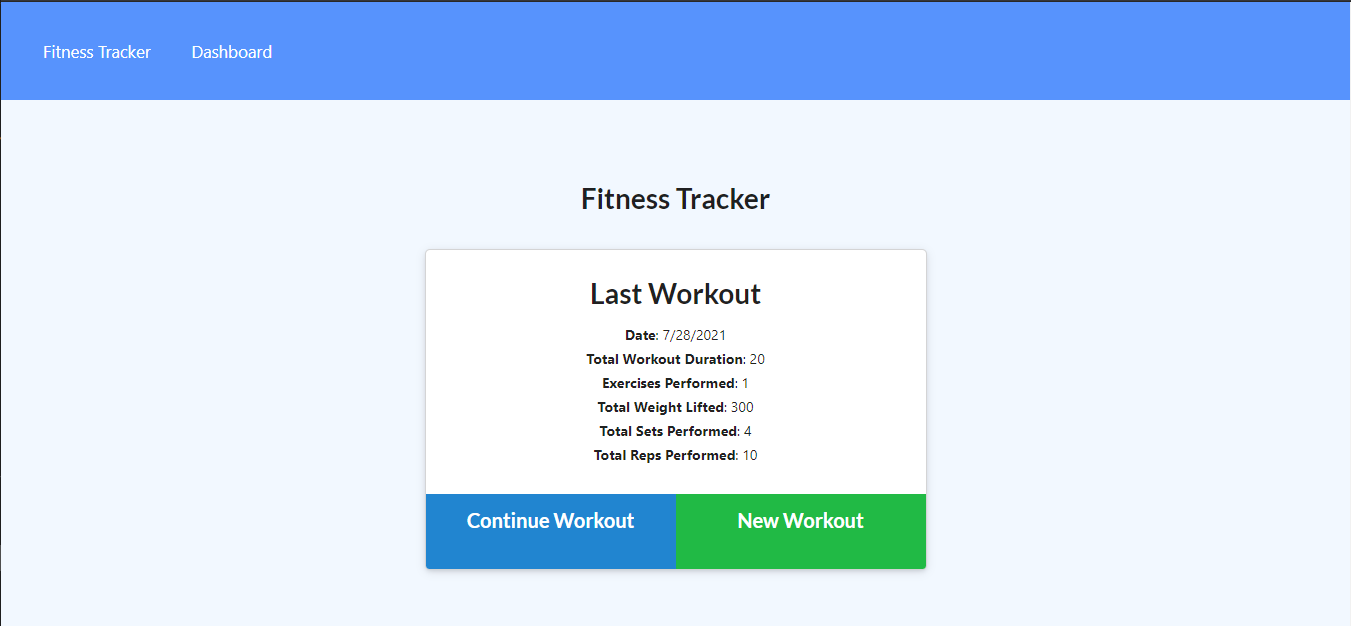 Fitness Tracker Dashboard
Fitness Tracker
Last Workout
Date: 7/28/2021
Total Workout Duration: 20
Exercises Performed: 1
Total Weight Lifted: 300
Total Sets Performed: 4
Total Reps Performed: 10
Continue Workout New Workout